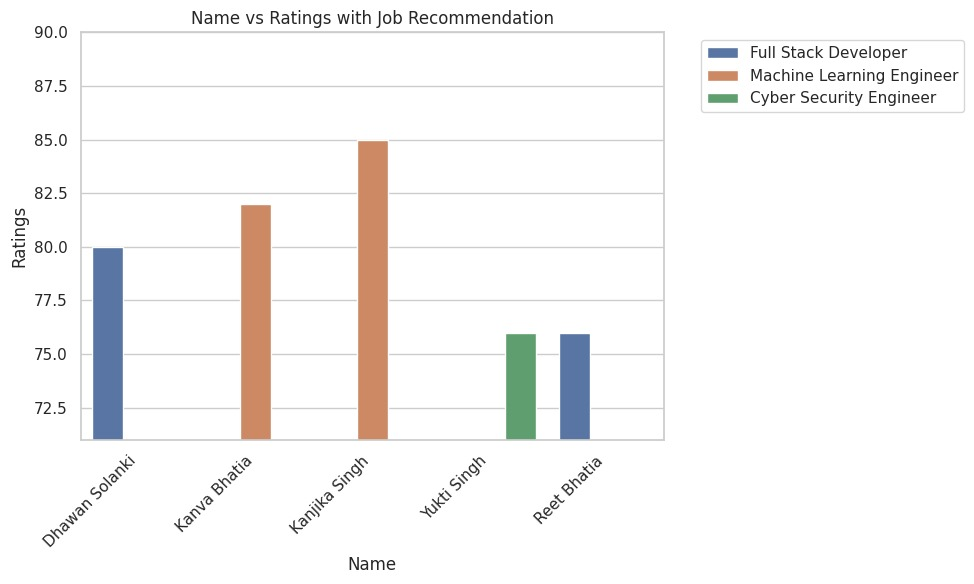 Name vs Ratings with Job Recommendation
90.0
87.5
85.0
82.5
80.0
77.5
75.0
72.5
Ratings
Dhawan Solanki
Kanva Bhatia
Kanjika Singh
Yukti Singh
Reet Bhatia
Name
Full Stack Developer
Machine Learning Engineer
Cyber Security Engineer